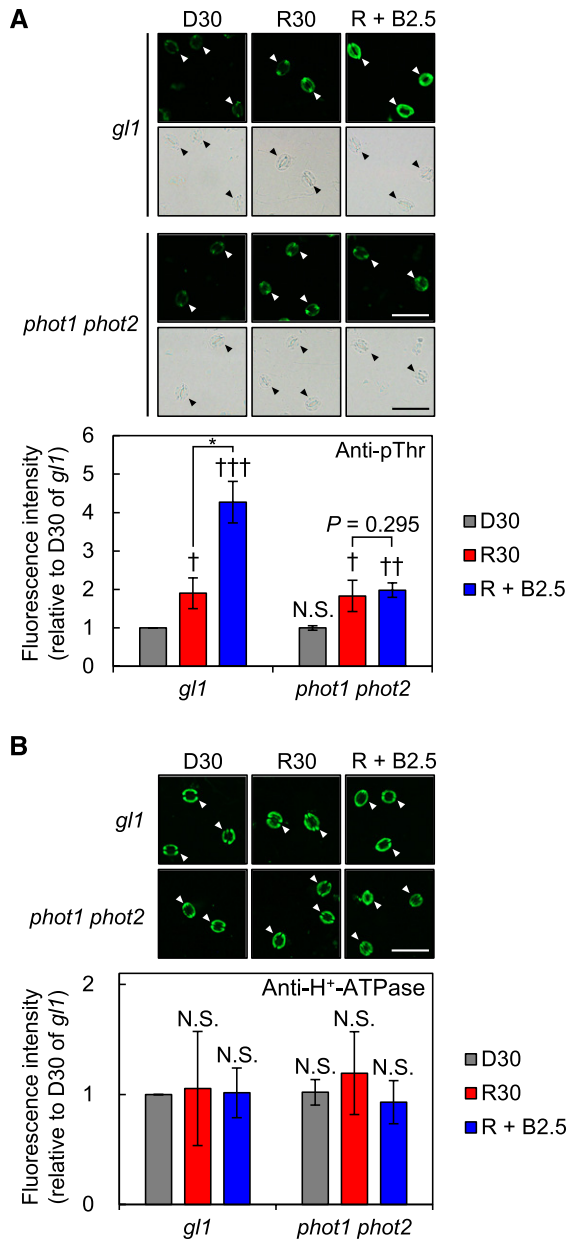 A
D30 R30 R + B2.5
gl1
phot1 phot2
6
5
4
3
2
1
0
Fluorescence intensity
(relative to D30 of gl1)
Anti-pThr
*
†††
†
P = 0.295
†
††
N.S.
gl1 phot1 phot2
D30
R30
R + B2.5
B
D30 R30 R + B2.5
gl1
phot1 phot2
2
1
0
Fluorescence intensity
(relative to D30 of gl1)
Anti-H⁺-ATPase
N.S.
N.S.
N.S.
N.S.
N.S.
gl1 phot1 phot2
D30
R30
R + B2.5